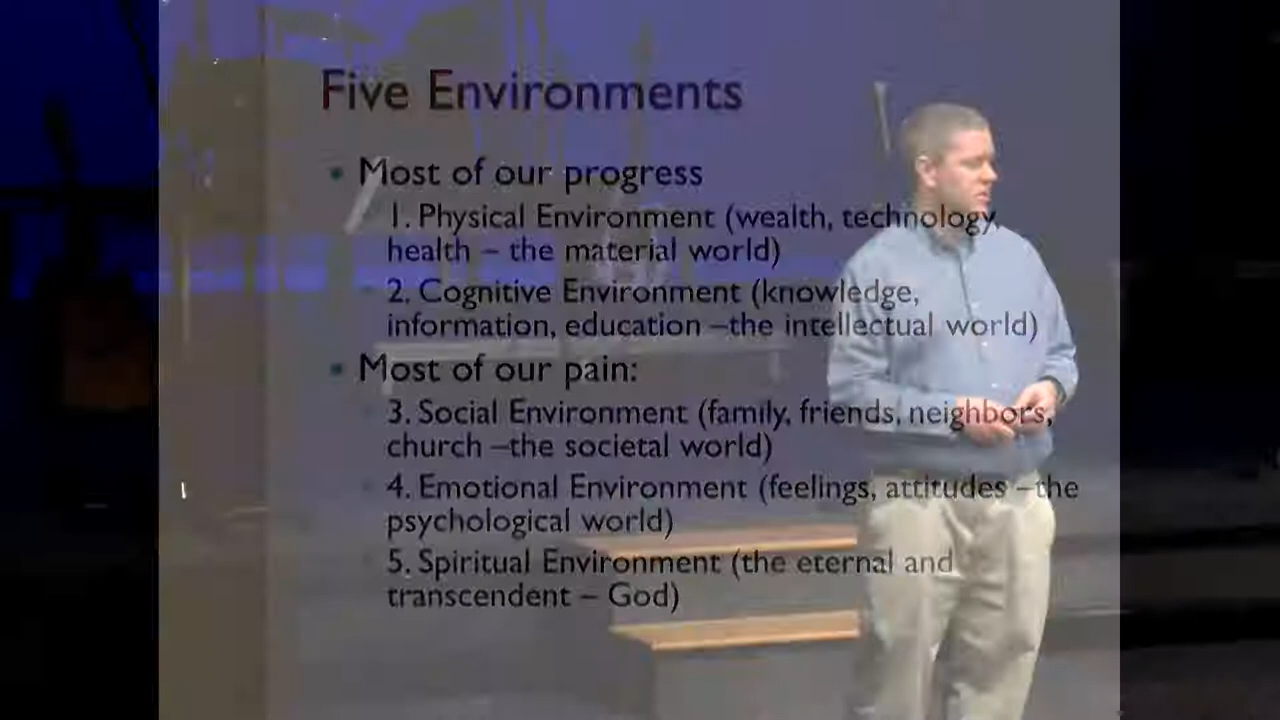 Five Environments
• Most of our progress
1. Physical Environment (wealth, technology,
health – the material world)
2. Cognitive Environment (knowledge,
information, education –the intellectual world)
• Most of our pain:
3. Social Environment (family, friends, neighbors,
church –the societal world)
4. Emotional Environment (feelings, attitudes –the
psychological world)
5. Spiritual Environment (the eternal and
transcendent – God)